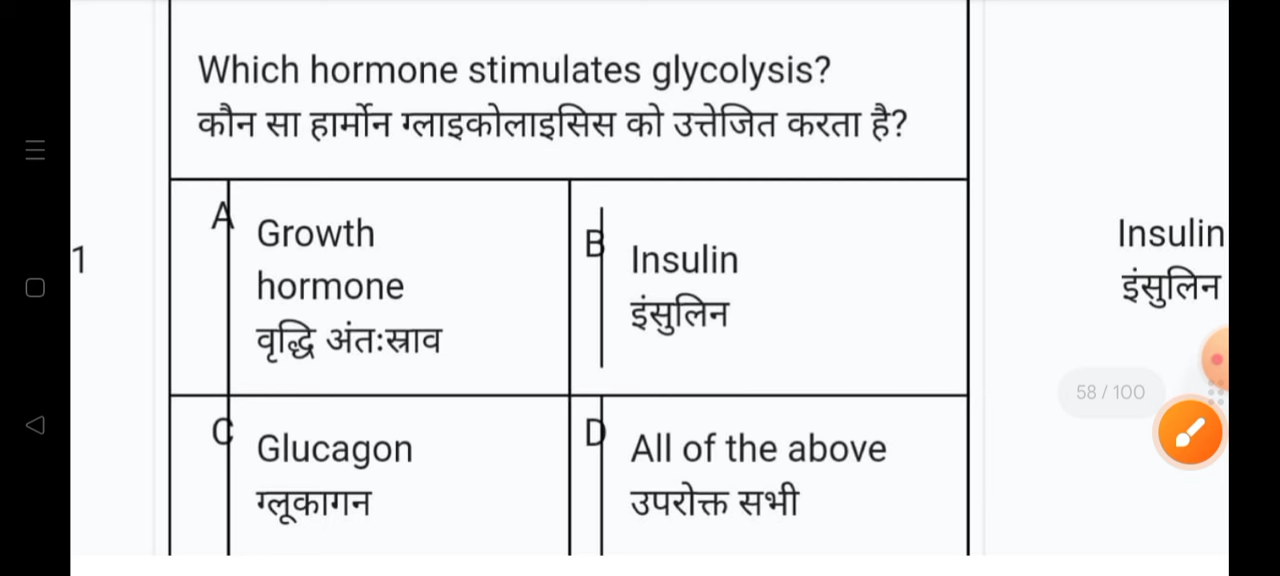 Which hormone stimulates glycolysis?
कौन सा हार्मोन ग्लाइकोलाइसिस को उत्तेजित करता है?
1
A
Growth
hormone
वृद्धि अंतःस्राव
B
Insulin
इंसुलिन
C
Glucagon
ग्लूकागन
D
All of the above
उपरोक्त सभी
Insulin
इंसुलिन
58 / 100